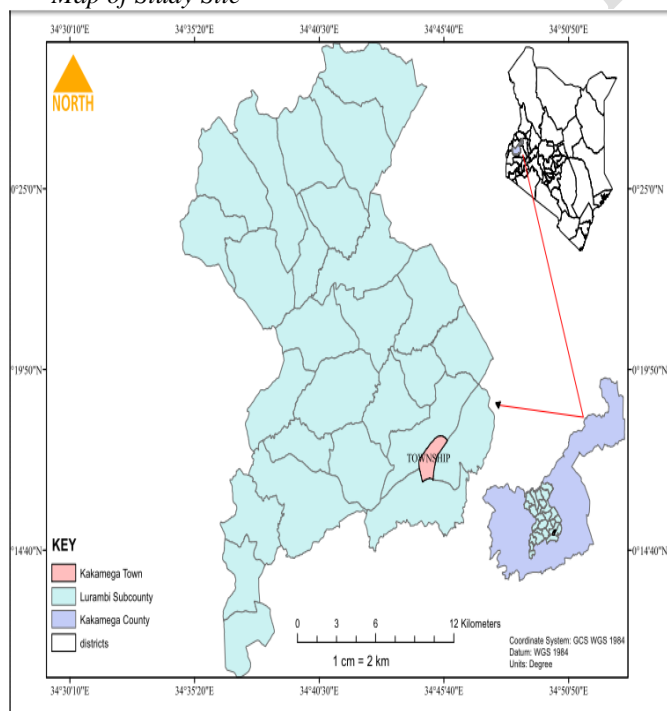 Map of Study Site
34°30'10"E 34°35'20"E 34°40'30"E 34°45'40"E 34°50'50"E
NORTH
0°25'0"N 0°25'0"N
0°19'50"N 0°19'50"N
TOWNSHIP
0°14'40"N 0°14'40"N
KEY
Kakamega Town
Lurambi Subcounty
Kakamega County
districts
0 3 6 12 Kilometers
1 cm = 2 km
Coordinate System: GCS WGS 1984
Datum: WGS 1984
Units: Degree
34°30'10"E 34°35'20"E 34°40'30"E 34°45'40"E 34°50'50"E